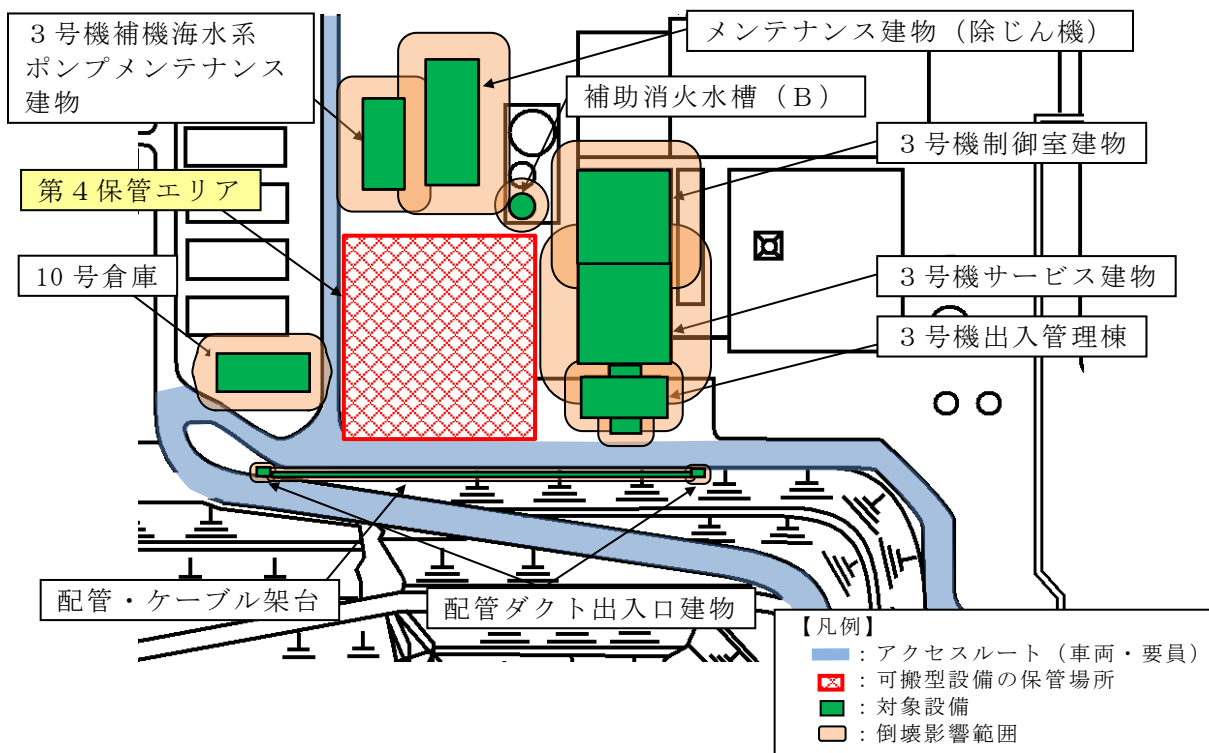 ３号機補機海水系
ポンプメンテナンス
建物
メンテナンス建物（除じん機）
補助消火水槽（Ｂ）
３号機制御室建物
第４保管エリア
10 号倉庫
３号機サービス建物
３号機出入管理棟
配管・ケーブル架台
配管ダクト出入口建物
【凡例】
：アクセスルート（車両・要員）
：可搬型設備の保管場所
：対象設備
：倒壊影響範囲